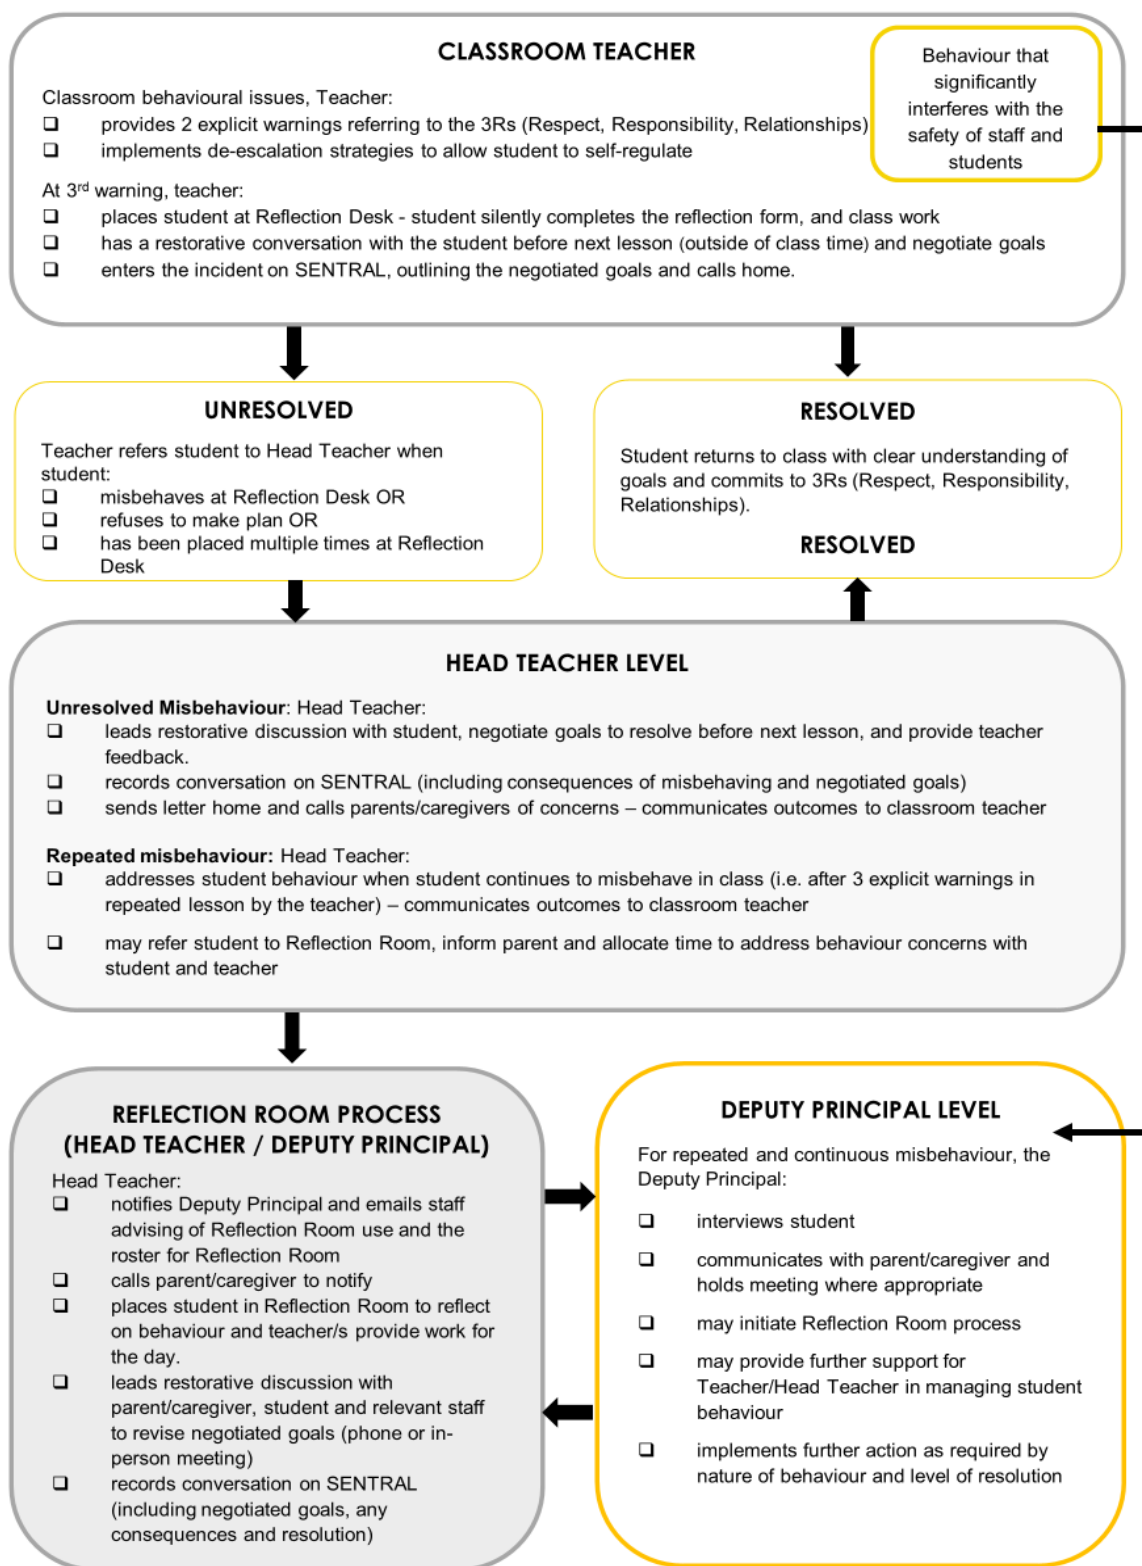 CLASSROOM TEACHER
Behaviour that
significantly
interferes with the
safety of staff and
students
Classroom behavioural issues, Teacher:
❑ provides 2 explicit warnings referring to the 3Rs (Respect, Responsibility, Relationships)
❑ implements de-escalation strategies to allow student to self-regulate
At 3rd warning, teacher:
❑ places student at Reflection Desk - student silently completes the reflection form, and class work
❑ has a restorative conversation with the student before next lesson (outside of class time) and negotiate goals
❑ enters the incident on SENTRAL, outlining the negotiated goals and calls home.
UNRESOLVED
Teacher refers student to Head Teacher when
student:
❑ misbehaves at Reflection Desk OR
❑ refuses to make plan OR
❑ has been placed multiple times at Reflection
Desk
RESOLVED
Student returns to class with clear understanding of
goals and commits to 3Rs (Respect, Responsibility,
Relationships).
RESOLVED
HEAD TEACHER LEVEL
Unresolved Misbehaviour: Head Teacher:
❑ leads restorative discussion with student, negotiate goals to resolve before next lesson, and provide teacher
feedback.
❑ records conversation on SENTRAL (including consequences of misbehaving and negotiated goals)
❑ sends letter home and calls parents/caregivers of concerns – communicates outcomes to classroom teacher
Repeated misbehaviour: Head Teacher:
❑ addresses student behaviour when student continues to misbehave in class (i.e. after 3 explicit warnings in
repeated lesson by the teacher) – communicates outcomes to classroom teacher
❑ may refer student to Reflection Room, inform parent and allocate time to address behaviour concerns with
student and teacher
REFLECTION ROOM PROCESS
(HEAD TEACHER / DEPUTY PRINCIPAL)
Head Teacher:
❑ notifies Deputy Principal and emails staff
advising of Reflection Room use and the
roster for Reflection Room
❑ calls parent/caregiver to notify
❑ places student in Reflection Room to reflect
on behaviour and teacher/s provide work for
the day.
❑ leads restorative discussion with
parent/caregiver, student and relevant staff
to revise negotiated goals (phone or in-
person meeting)
❑ records conversation on SENTRAL
(including negotiated goals, any
consequences and resolution)
DEPUTY PRINCIPAL LEVEL
For repeated and continuous misbehaviour, the
Deputy Principal:
❑ interviews student
❑ communicates with parent/caregiver and
holds meeting where appropriate
❑ may initiate Reflection Room process
❑ may provide further support for
Teacher/Head Teacher in managing student
behaviour
❑ implements further action as required by
nature of behaviour and level of resolution